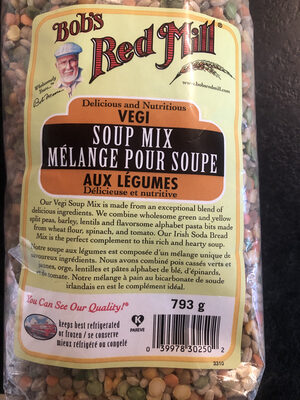 Bob's
Red Mill®
Wholesomely Yours,
Bob Moore
www.bobsredmill.com
Delicious and Nutritious
VEGI
SOUP MIX
MÉLANGE POUR SOUPE
AUX LÉGUMES
Délicieuse et nutritive
Our Vegi Soup Mix is made from an exceptional blend of
delicious ingredients. We combine wholesome green and yellow
split peas, barley, lentils and flavorsome alphabet pasta bits made
from wheat flour, spinach, and tomato. Our Irish Soda Bread
Mix is the perfect complement to this rich and hearty soup.
Notre soupe aux légumes est composée d'un mélange unique de
savoureux ingrédients. Nous avons combiné pois cassés verts et
jaunes, orge, lentilles et pâtes alphabet de blé, d'épinards,
et de tomate. Notre mélange à pain au bicarbonate de soude
irlandais en est le complément idéal.
You Can See Our Quality!®
793 g
keeps best refrigerated
or frozen / se conserve
mieux réfrigéré ou congelé
K
PAREVE
0 39978 30250 2
3310